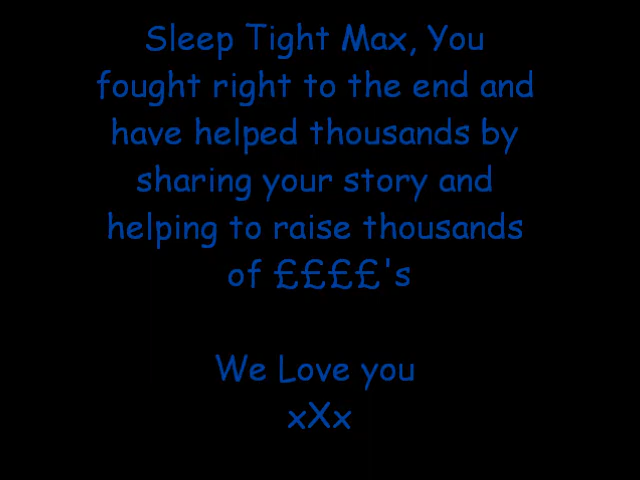 Sleep Tight Max, You
fought right to the end and
have helped thousands by
sharing your story and
helping to raise thousands
of ££££'s
We Love you
xXx